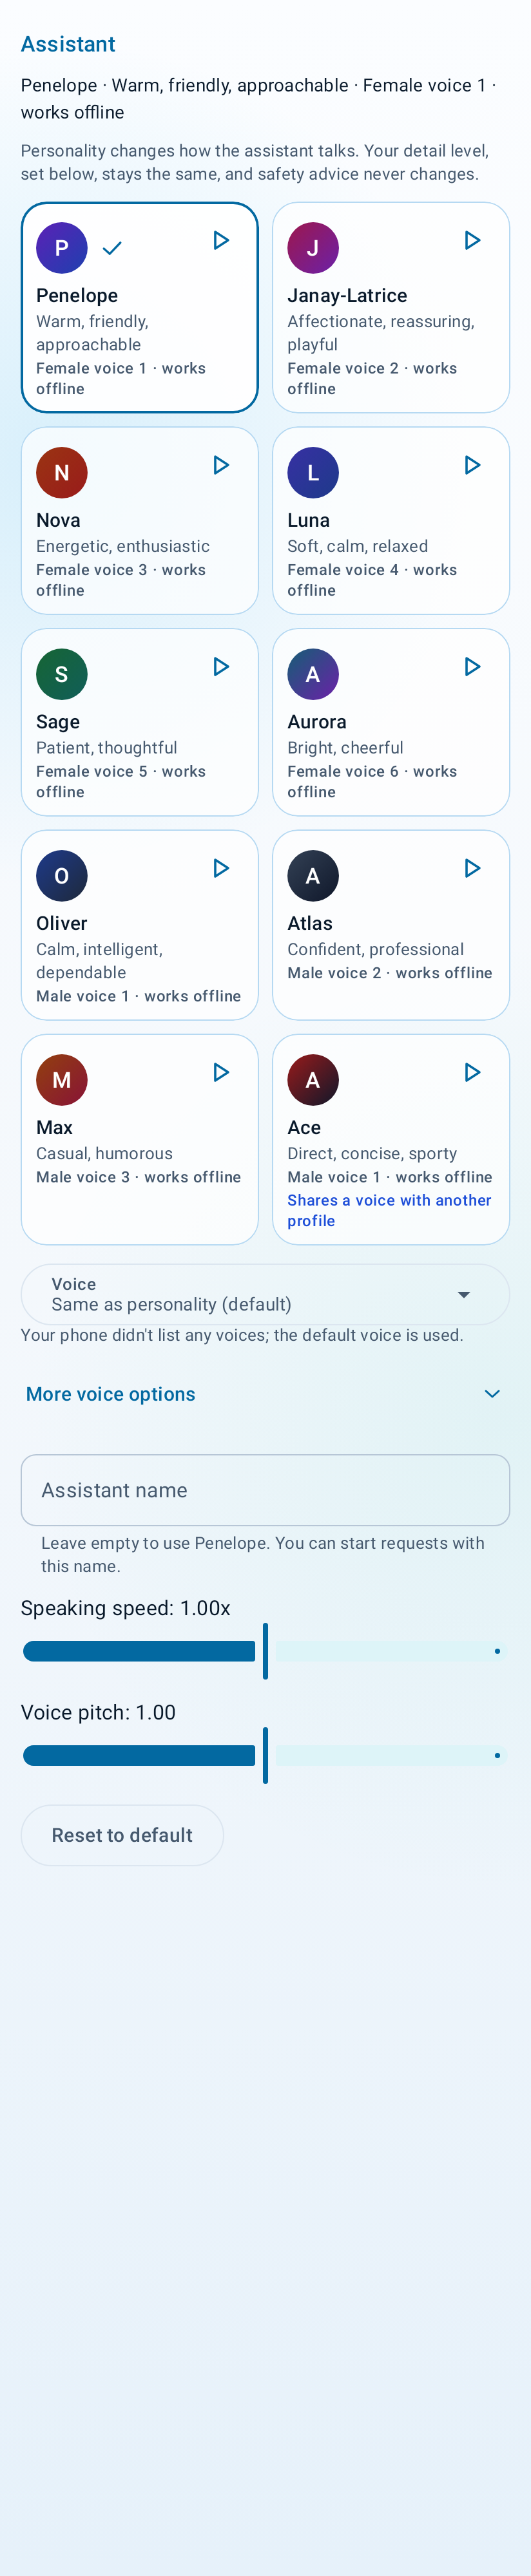 Assistant
Penelope · Warm, friendly, approachable · Female voice 1 ·
works offline
Personality changes how the assistant talks. Your detail level,
set below, stays the same, and safety advice never changes.
P
Penelope
Warm, friendly,
approachable
Female voice 1 · works
offline
J
Janay-Latrice
Affectionate, reassuring,
playful
Female voice 2 · works
offline
N
Nova
Energetic, enthusiastic
Female voice 3 · works
offline
L
Luna
Soft, calm, relaxed
Female voice 4 · works
offline
S
Sage
Patient, thoughtful
Female voice 5 · works
offline
A
Aurora
Bright, cheerful
Female voice 6 · works
offline
O
Oliver
Calm, intelligent,
dependable
Male voice 1 · works offline
A
Atlas
Confident, professional
Male voice 2 · works offline
M
Max
Casual, humorous
Male voice 3 · works offline
A
Ace
Direct, concise, sporty
Male voice 1 · works offline
Shares a voice with another
profile
Voice
Same as personality (default)
Your phone didn't list any voices; the default voice is used.
More voice options
Assistant name
Leave empty to use Penelope. You can start requests with
this name.
Speaking speed: 1.00x
Voice pitch: 1.00
Reset to default